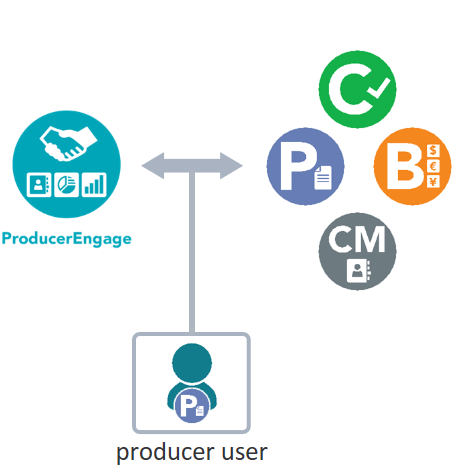 C
P
B
$
€
¥
CM
ProducerEngage
P
producer user